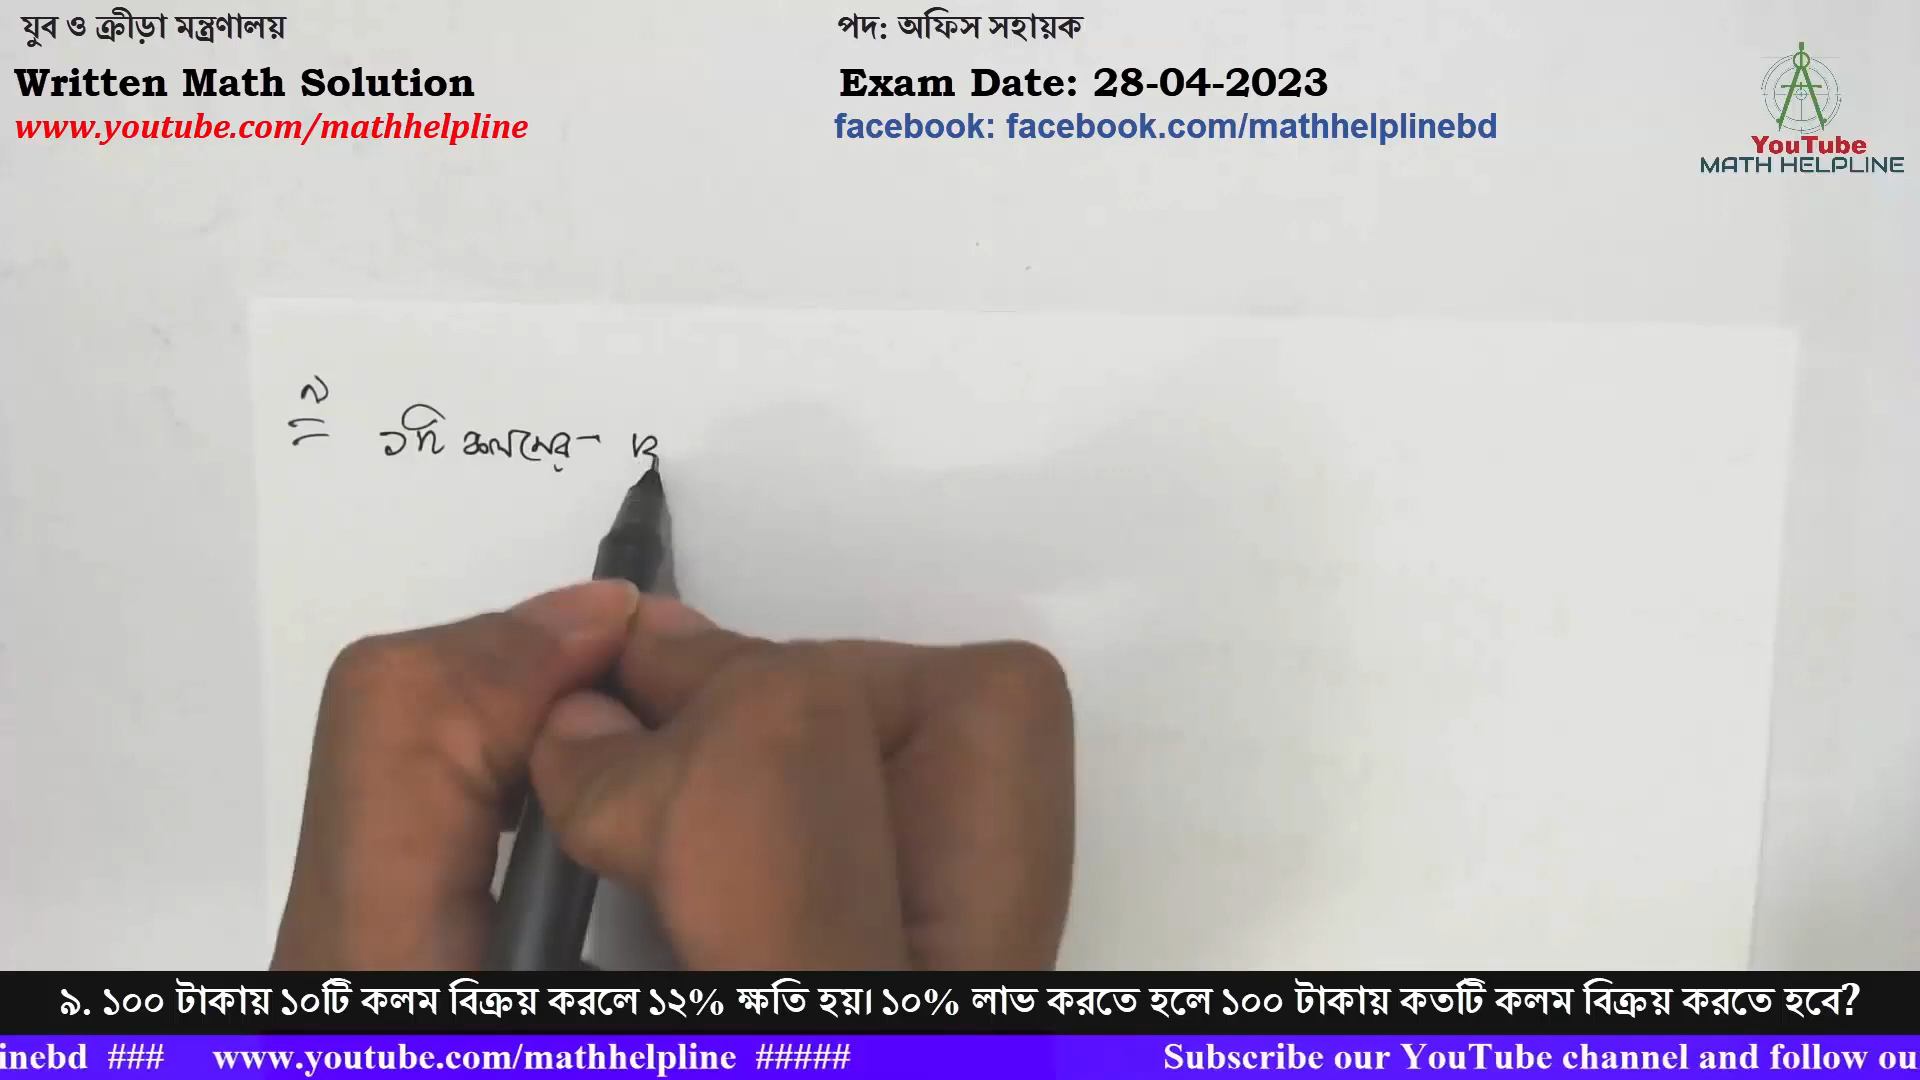 যুব ও ক্রীড়া মন্ত্রণালয়
পদ: অফিস সহায়ক
Written Math Solution
Exam Date: 28-04-2023
www.youtube.com/mathhelpline
facebook: facebook.com/mathhelplinebd
YouTube
MATH HELPLINE
৯
১টি কলমের
৯. ১০০ টাকায় ১০টি কলম বিক্রয় করলে ১২% ক্ষতি হয়। ১০% লাভ করতে হলে ১০০ টাকায় কতটি কলম বিক্রয় করতে হবে?
inebd ### www.youtube.com/mathhelpline ##### Subscribe our YouTube channel and follow ou